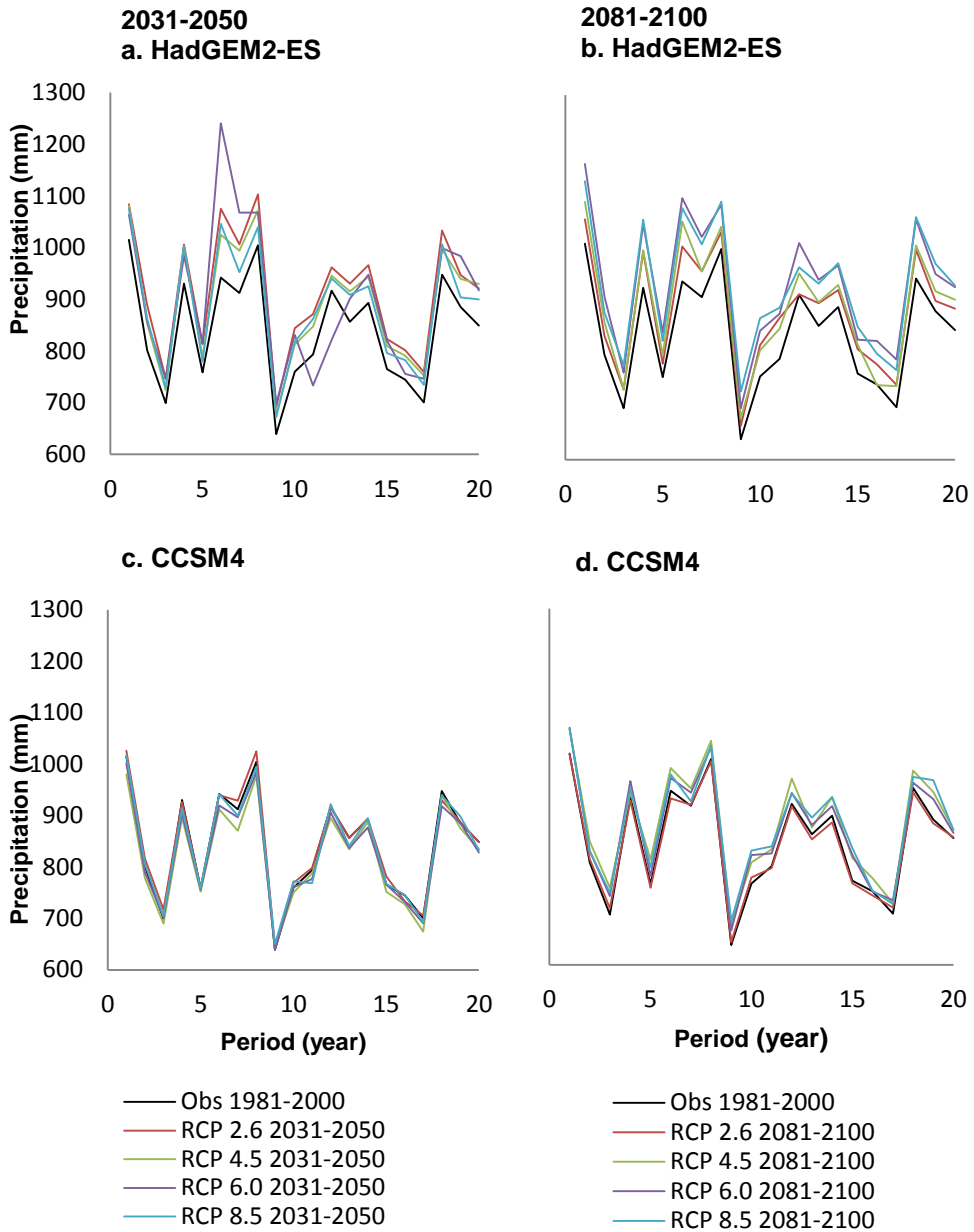 2031-2050
a. HadGEM2-ES
2081-2100
b. HadGEM2-ES
Precipitation (mm)
1300
1200
1100
1000
900
800
700
600
0 5 10 15 20
0 5 10 15 20
c. CCSM4
d. CCSM4
Precipitation (mm)
1300
1200
1100
1000
900
800
700
600
0 5 10 15 20
0 5 10 15 20
Period (year)
Period (year)
Obs 1981-2000
RCP 2.6 2031-2050
RCP 4.5 2031-2050
RCP 6.0 2031-2050
RCP 8.5 2031-2050
Obs 1981-2000
RCP 2.6 2081-2100
RCP 4.5 2081-2100
RCP 6.0 2081-2100
RCP 8.5 2081-2100